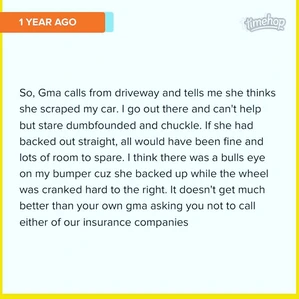 1 YEAR AGO
timehop
So, Gma calls from driveway and tells me she thinks
she scraped my car. I go out there and can't help
but stare dumbfounded and chuckle. If she had
backed out straight, all would have been fine and
lots of room to spare. I think there was a bulls eye
on my bumper cuz she backed up while the wheel
was cranked hard to the right. It doesn't get much
better than your own gma asking you not to call
either of our insurance companies